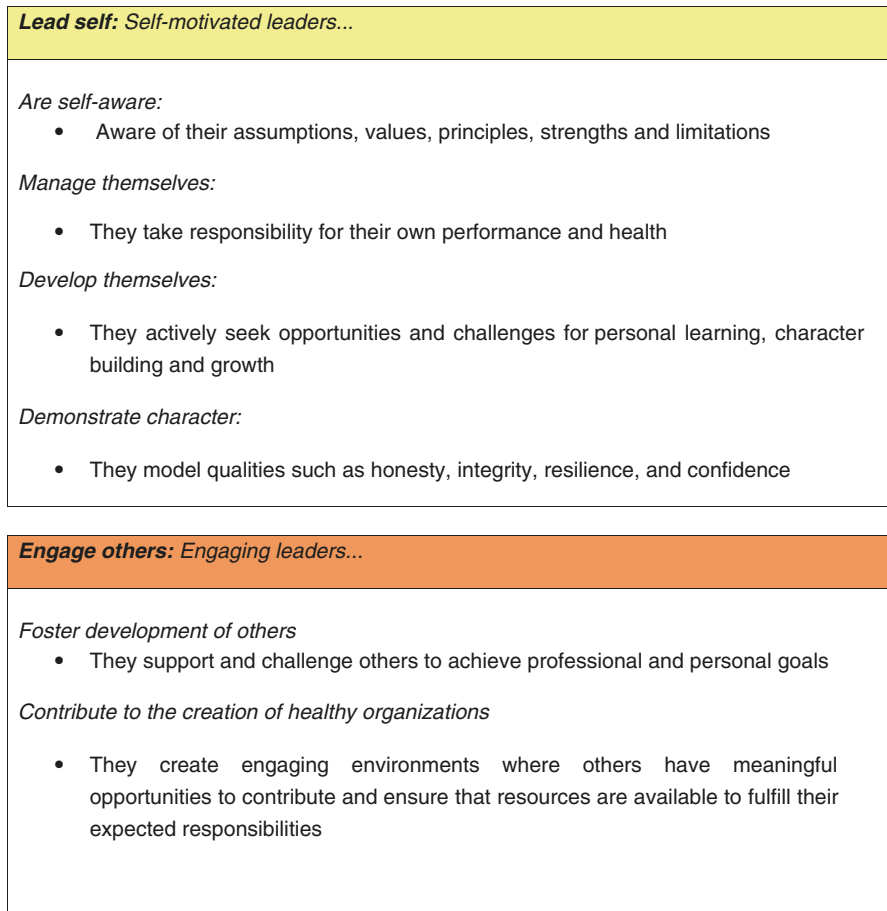 Lead self: Self-motivated leaders...
Are self-aware:
• Aware of their assumptions, values, principles, strengths and limitations
Manage themselves:
• They take responsibility for their own performance and health
Develop themselves:
• They actively seek opportunities and challenges for personal learning, character
building and growth
Demonstrate character:
• They model qualities such as honesty, integrity, resilience, and confidence
Engage others: Engaging leaders...
Foster development of others
• They support and challenge others to achieve professional and personal goals
Contribute to the creation of healthy organizations
• They create engaging environments where others have meaningful
opportunities to contribute and ensure that resources are available to fulfill their
expected responsibilities